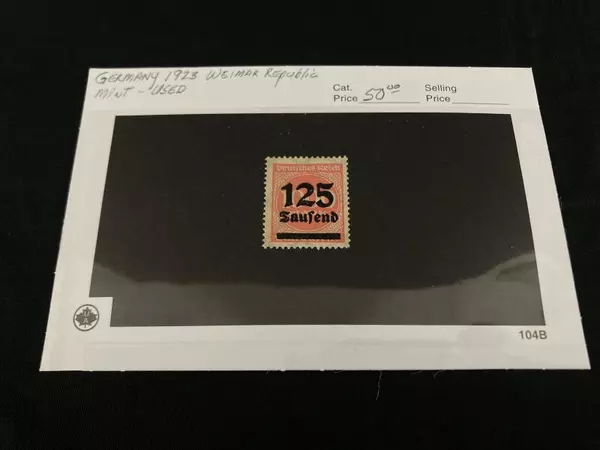 GERMANY 1923 WEIMAR Republic
MINT - USED
Cat.
Price 50.00
Selling
Price
Deutsches Reich
125
Tausend
104B